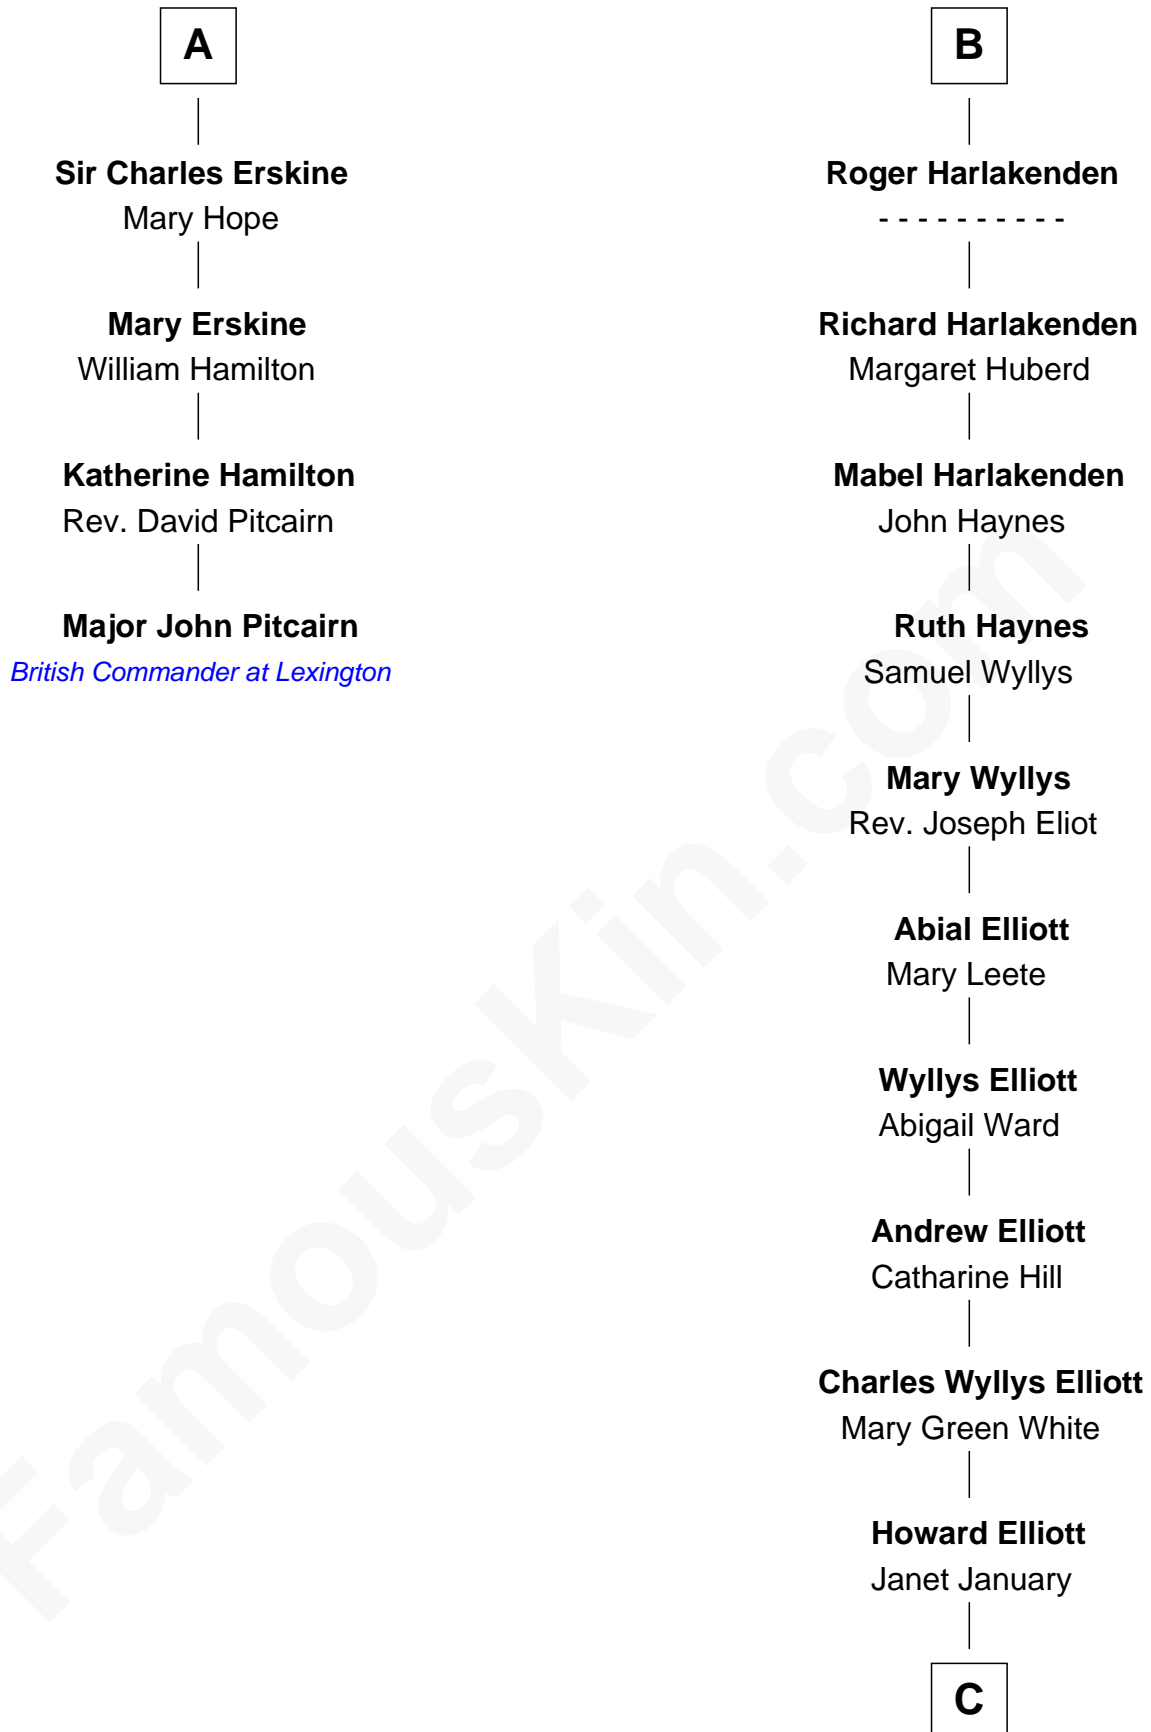 A
Sir Charles Erskine
Mary Hope
Mary Erskine
William Hamilton
Katherine Hamilton
Rev. David Pitcairn
Major John Pitcairn
British Commander at Lexington
B
Roger Harlakenden
- - - - - - - - - -
Richard Harlakenden
Margaret Huberd
Mabel Harlakenden
John Haynes
Ruth Haynes
Samuel Wyllys
Mary Wyllys
Rev. Joseph Eliot
Abial Elliott
Mary Leete
Wyllys Elliott
Abigail Ward
Andrew Elliott
Catharine Hill
Charles Wyllys Elliott
Mary Green White
Howard Elliott
Janet January
C
FamousKin.com